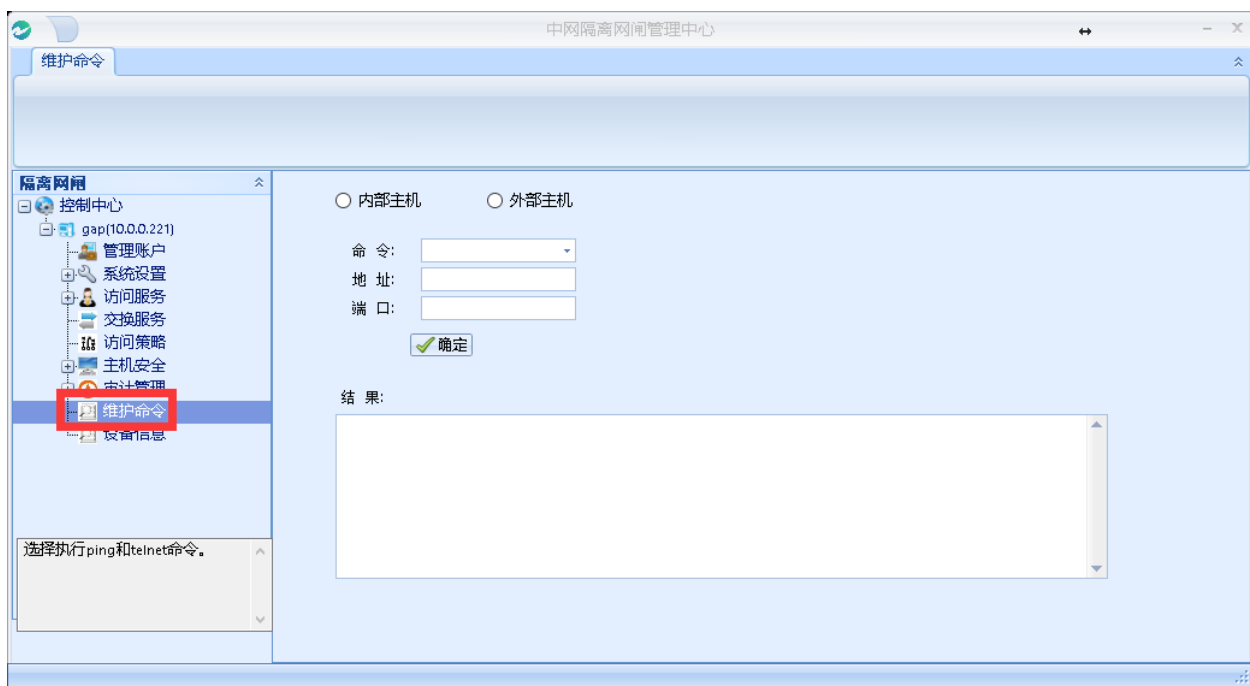 中网隔离网闸管理中心
维护命令
隔离网闸
控制中心
gap(10.0.0.221)
管理账户
系统设置
访问服务
交换服务
访问策略
主机安全
审计管理
维护命令
设备信息
选择执行ping和telnet命令。
内部主机 外部主机
命 令:
地 址:
端 口:
确定
结 果: